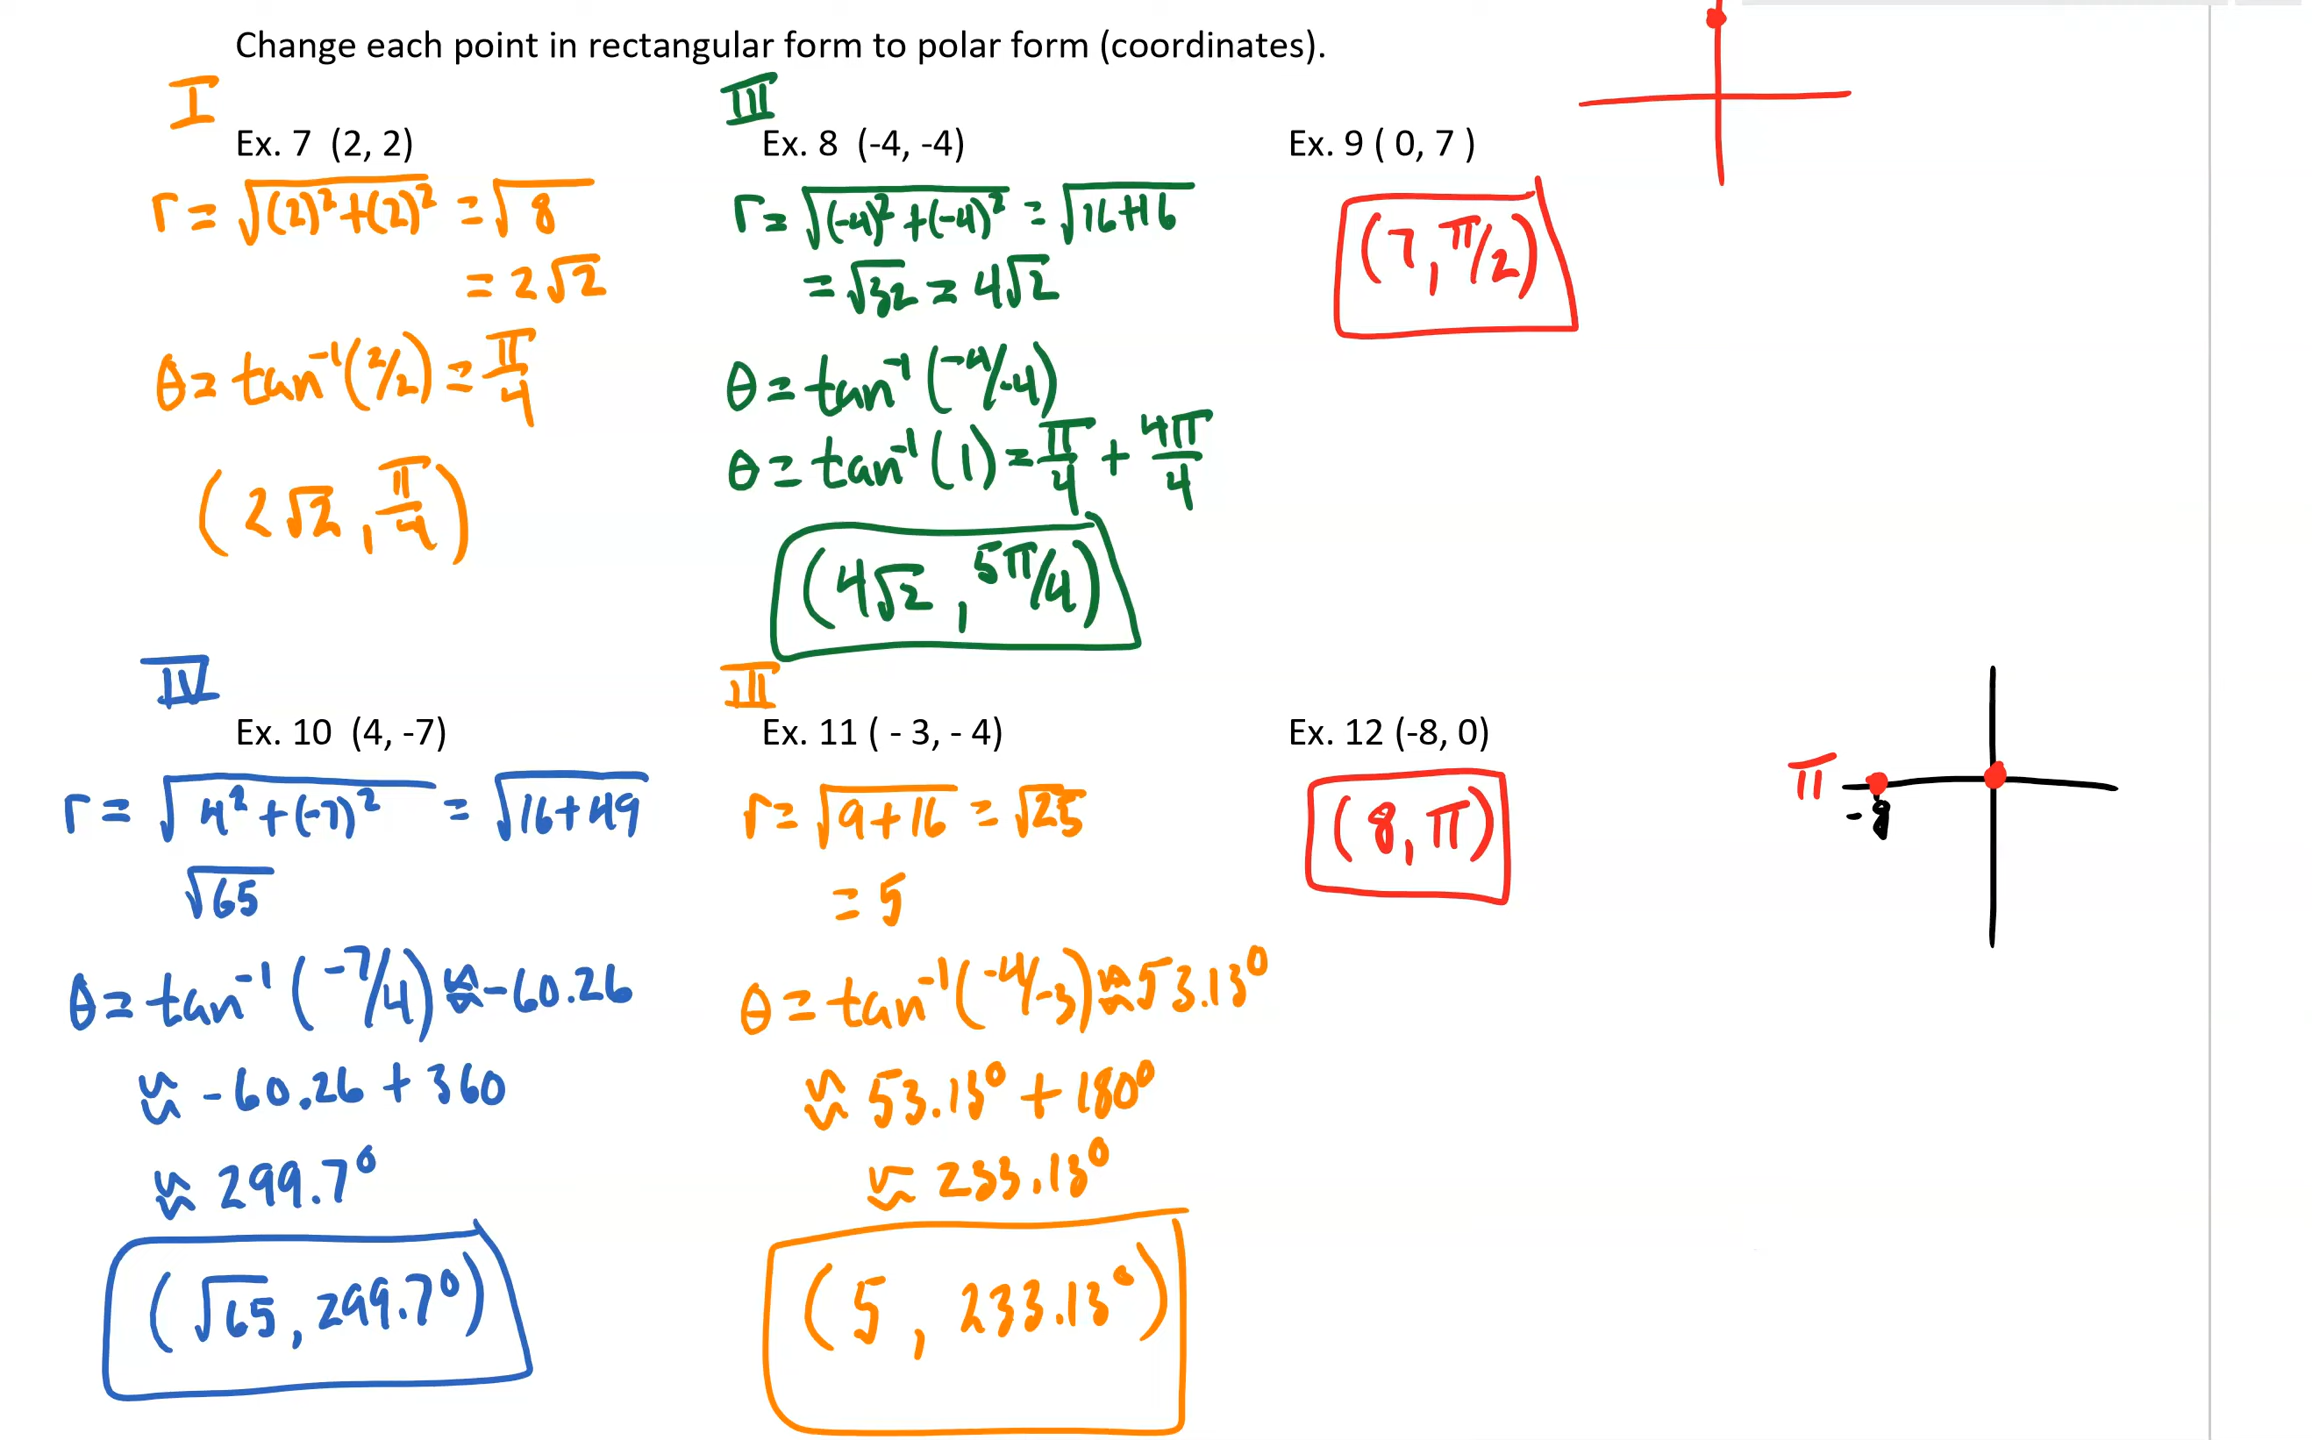 Change each point in rectangular form to polar form (coordinates).
I
Ex. 7 (2, 2)
r = √((2)² + (2)²) = √8
= 2√2
θ = tan⁻¹(2/2) = π/4
(2√2, π/4)
III
Ex. 8 (-4, -4)
r = √((-4)² + (-4)²) = √(16+16)
= √32 = 4√2
θ = tan⁻¹(-4/-4)
θ = tan⁻¹(1) = π/4 + 4π/4
(4√2, 5π/4)
Ex. 9 ( 0, 7 )
(7, π/2)
IV
Ex. 10 (4, -7)
r = √(4² + (-7)²) = √(16+49)
√65
θ = tan⁻¹(-7/4) ≈ -60.26
≈ -60.26 + 360
≈ 299.7°
(√65, 299.7°)
III
Ex. 11 ( - 3, - 4)
r = √(9+16) = √25
= 5
θ = tan⁻¹(-4/-3) ≈ 53.13°
≈ 53.13° + 180°
≈ 233.13°
(5, 233.13°)
Ex. 12 (-8, 0)
(8, π)
π
-8